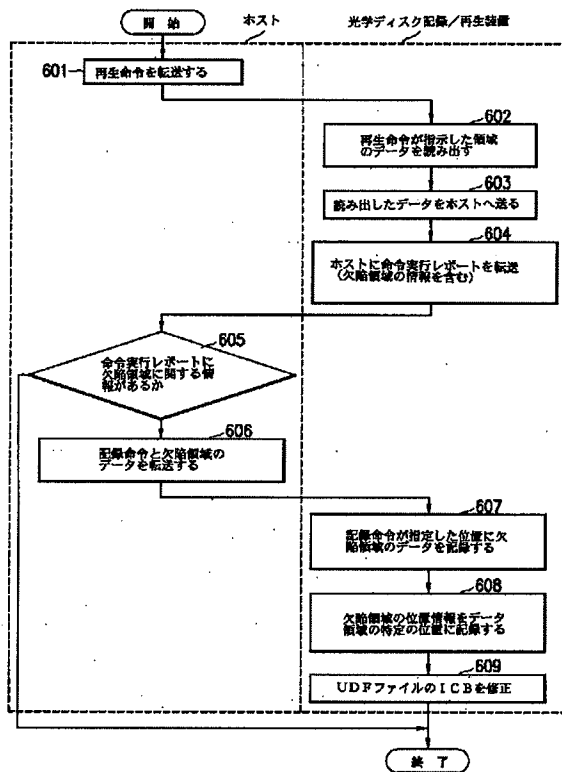 開 始
ホスト
光学ディスク記録／再生装置
601
再生命令を転送する
602
再生命令が指示した領域
のデータを読み出す
603
読み出したデータをホストへ送る
604
ホストに命令実行レポートを転送
（欠陥領域の情報を含む）
605
命令実行レポートに
欠陥領域に関する情
報があるか
606
記録命令と欠陥領域の
データを転送する
607
記録命令が指定した位置に欠
陥領域のデータを記録する
608
欠陥領域の位置情報をデータ
領域の特定の位置に記録する
609
UDFファイルのICBを修正
終 了